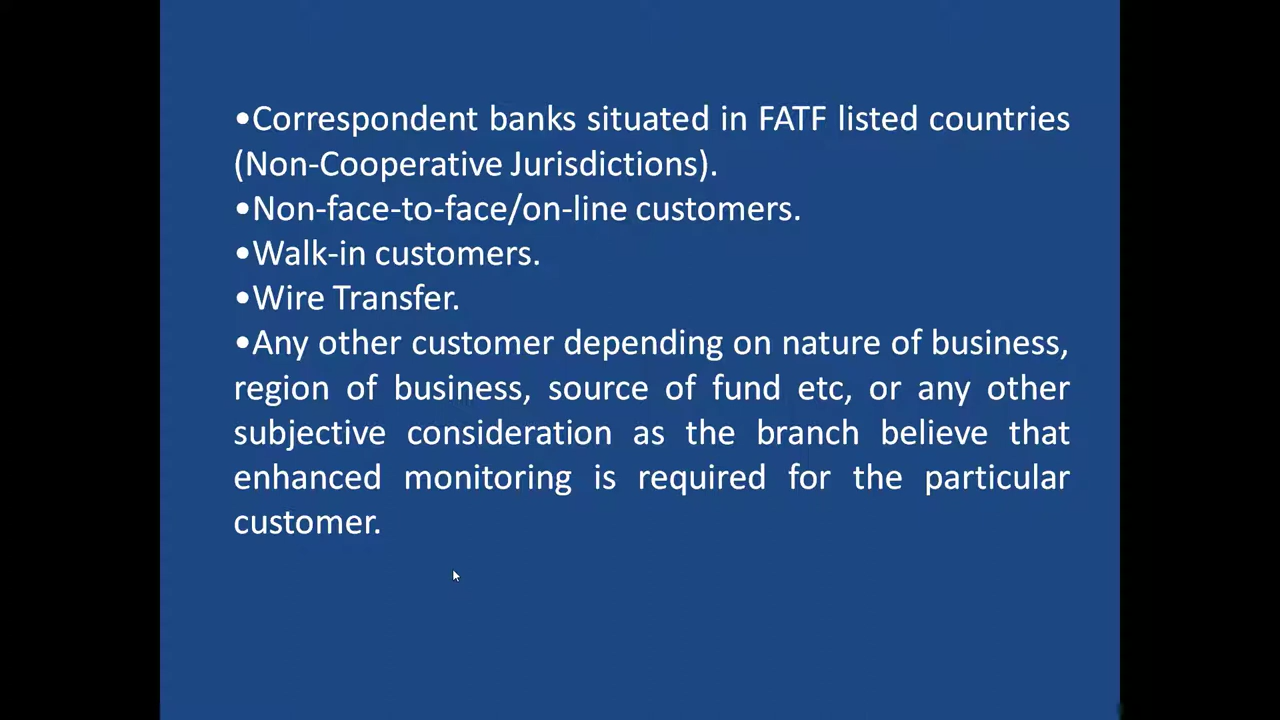 •Correspondent banks situated in FATF listed countries
(Non-Cooperative Jurisdictions).
•Non-face-to-face/on-line customers.
•Walk-in customers.
•Wire Transfer.
•Any other customer depending on nature of business,
region of business, source of fund etc, or any other
subjective consideration as the branch believe that
enhanced monitoring is required for the particular
customer.